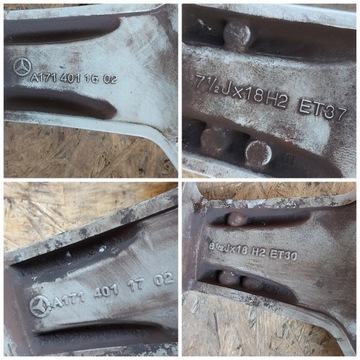 A171 401 16 02
7½Jx18H2 ET37
A171 401 17 02
8½Jx18 H2 ET30